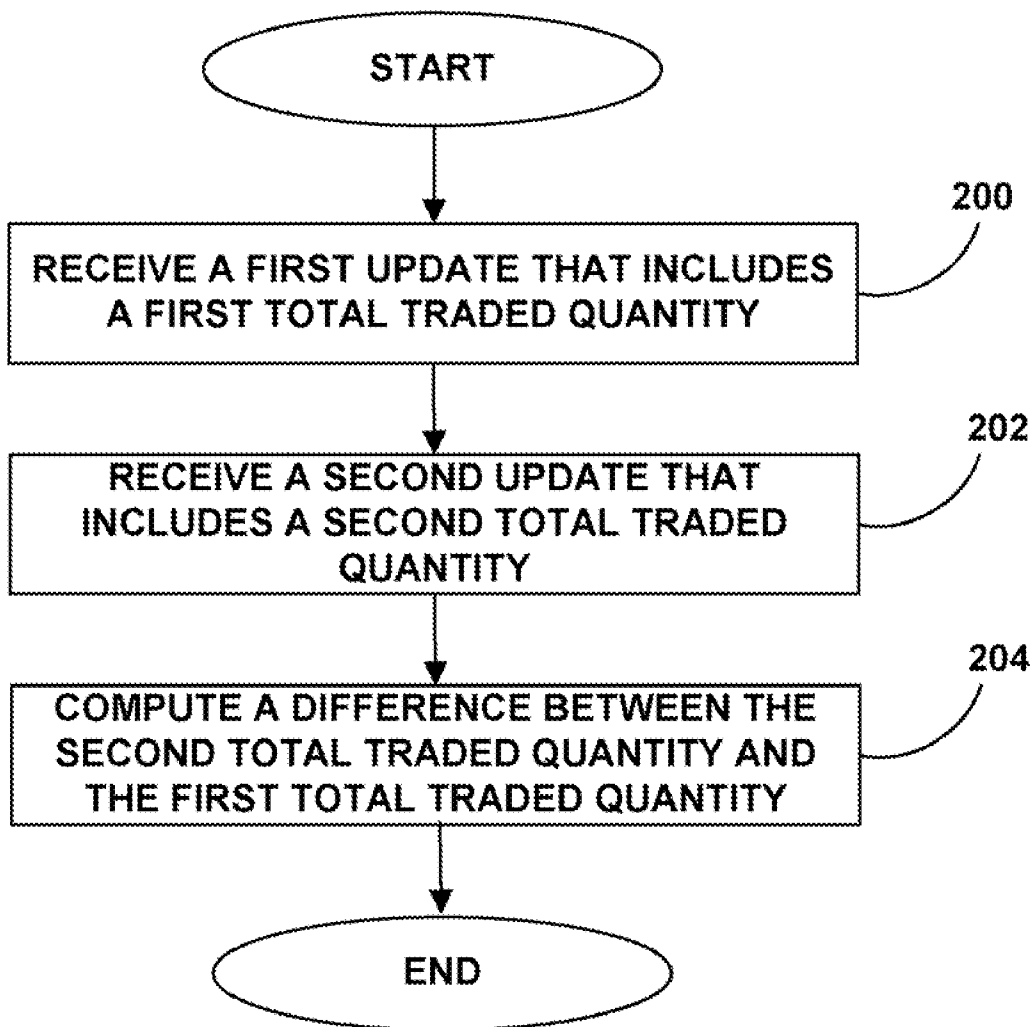 START
200
RECEIVE A FIRST UPDATE THAT INCLUDES
A FIRST TOTAL TRADED QUANTITY
202
RECEIVE A SECOND UPDATE THAT
INCLUDES A SECOND TOTAL TRADED
QUANTITY
204
COMPUTE A DIFFERENCE BETWEEN THE
SECOND TOTAL TRADED QUANTITY AND
THE FIRST TOTAL TRADED QUANTITY
END